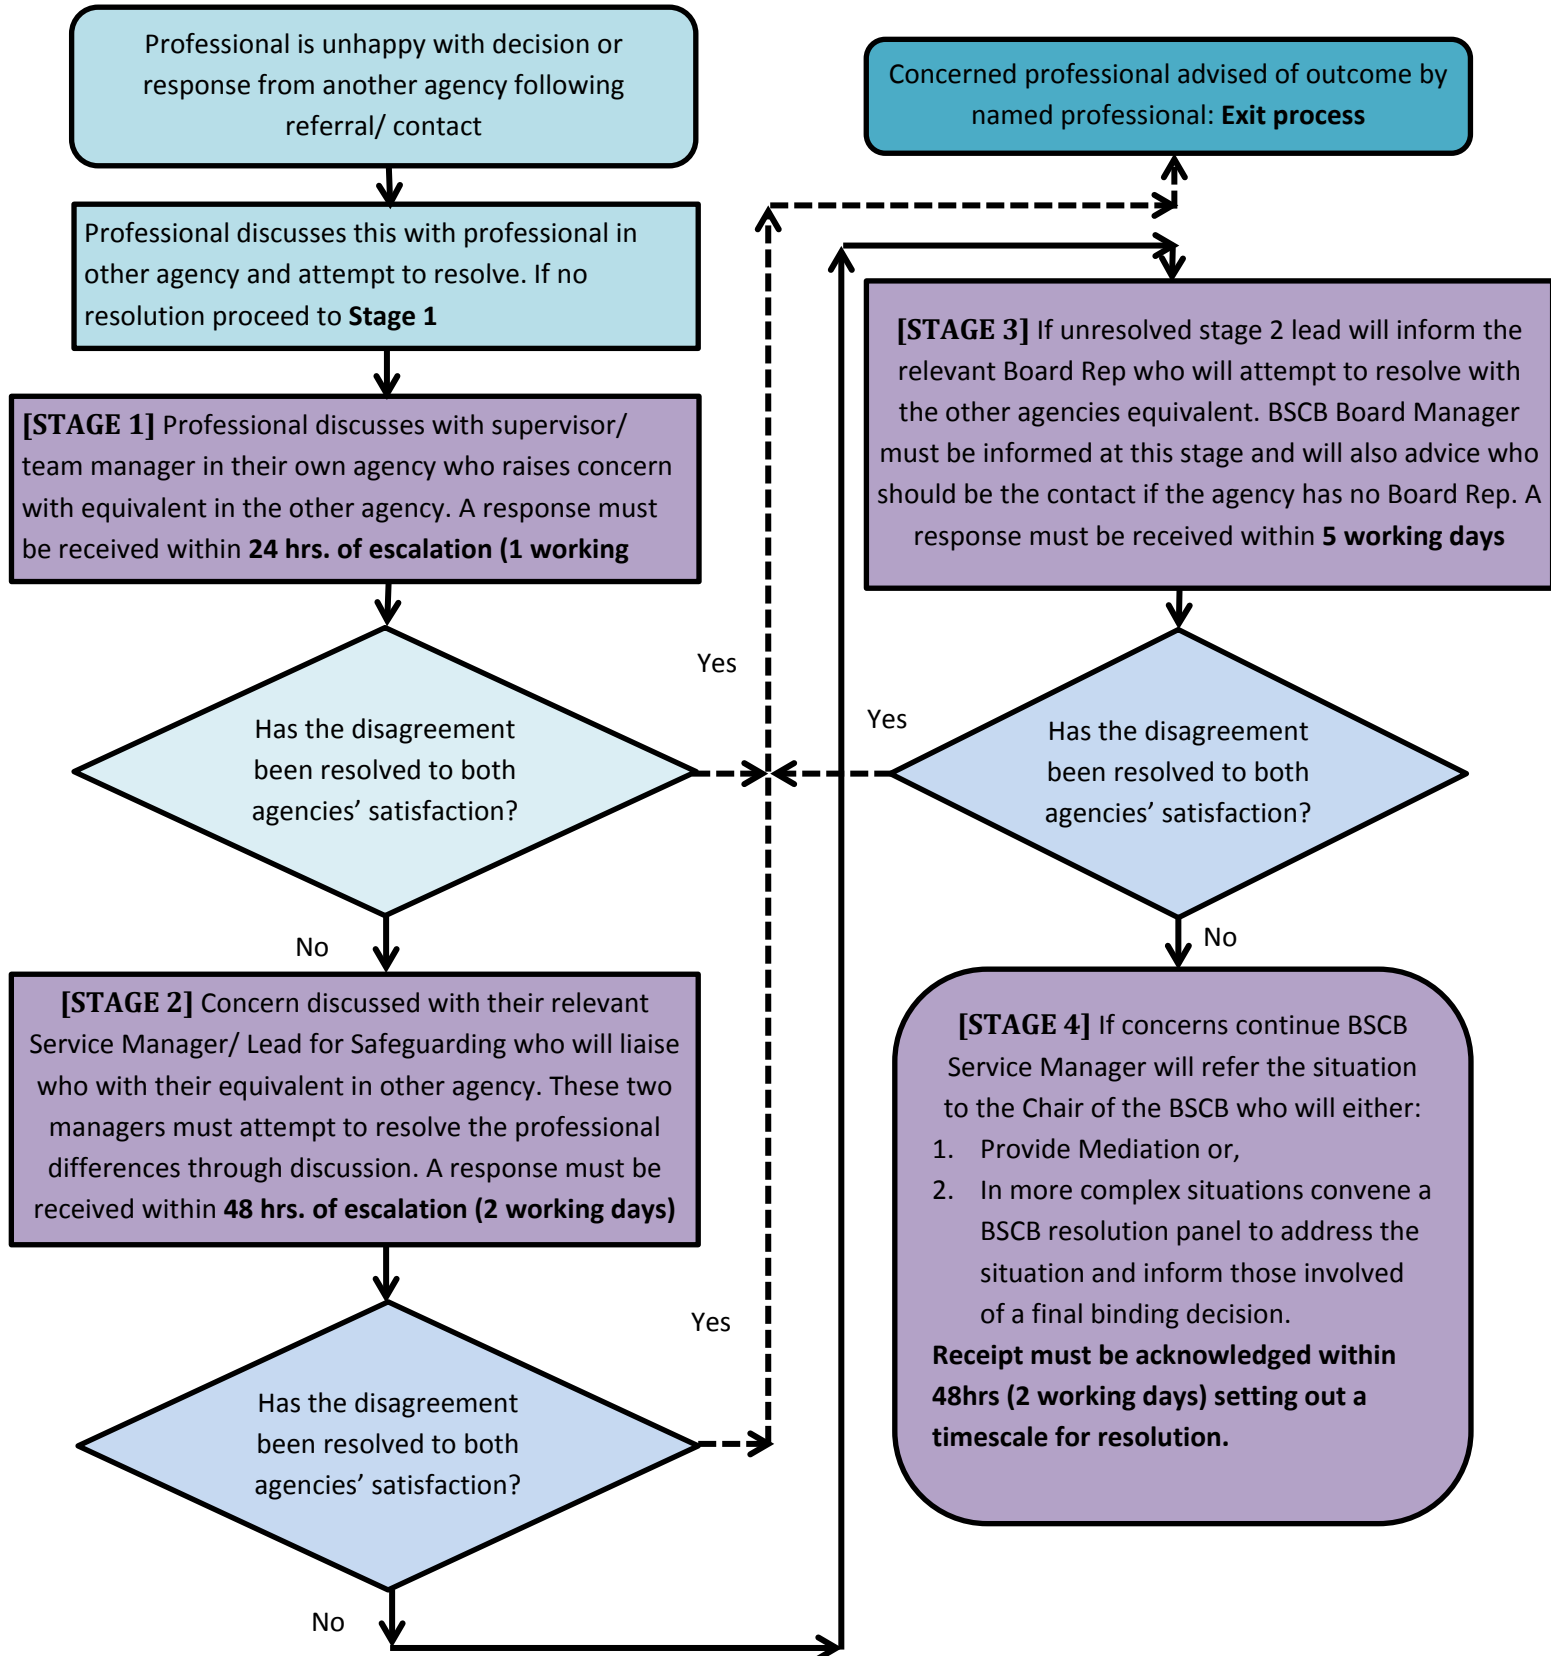 Professional is unhappy with decision or
response from another agency following
referral/ contact
Professional discusses this with professional in
other agency and attempt to resolve. If no
resolution proceed to Stage 1
[STAGE 1] Professional discusses with supervisor/
team manager in their own agency who raises concern
with equivalent in the other agency. A response must
be received within 24 hrs. of escalation (1 working
Has the disagreement
been resolved to both
agencies’ satisfaction?
Yes
No
[STAGE 2] Concern discussed with their relevant
Service Manager/ Lead for Safeguarding who will liaise
who with their equivalent in other agency. These two
managers must attempt to resolve the professional
differences through discussion. A response must be
received within 48 hrs. of escalation (2 working days)
Has the disagreement
been resolved to both
agencies’ satisfaction?
Yes
No
Concerned professional advised of outcome by
named professional: Exit process
[STAGE 3] If unresolved stage 2 lead will inform the
relevant Board Rep who will attempt to resolve with
the other agencies equivalent. BSCB Board Manager
must be informed at this stage and will also advice who
should be the contact if the agency has no Board Rep. A
response must be received within 5 working days
Yes
Has the disagreement
been resolved to both
agencies’ satisfaction?
No
[STAGE 4] If concerns continue BSCB
Service Manager will refer the situation
to the Chair of the BSCB who will either:
1. Provide Mediation or,
2. In more complex situations convene a
BSCB resolution panel to address the
situation and inform those involved
of a final binding decision.
Receipt must be acknowledged within
48hrs (2 working days) setting out a
timescale for resolution.